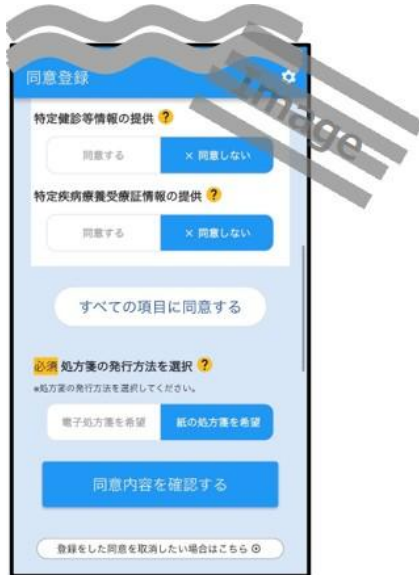 同意登録
Image
特定健診等情報の提供 ?
同意する × 同意しない
特定疾病療養受療証情報の提供 ?
同意する × 同意しない
すべての項目に同意する
必須 処方箋の発行方法を選択 ?
*処方箋の発行方法を選択してください。
電子処方箋を希望 紙の処方箋を希望
同意内容を確認する
登録をした同意を取消したい場合はこちら